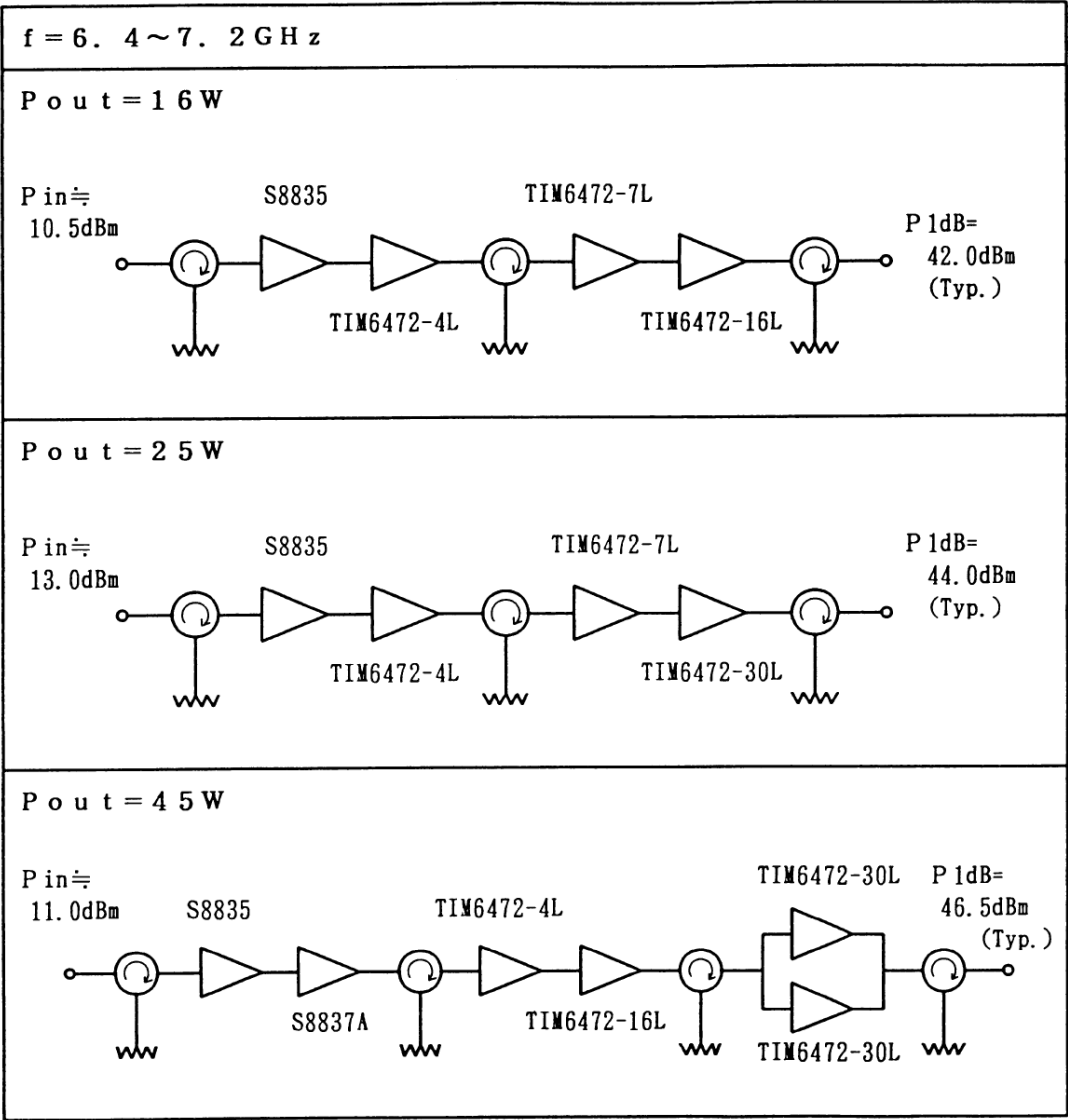 f=6. 4~7. 2GHz
Pout=16W
Pin≒
10.5dBm
S8835
TIM6472-4L
TIM6472-7L
TIM6472-16L
P1dB=
42.0dBm
(Typ.)
Pout=25W
Pin≒
13.0dBm
S8835
TIM6472-4L
TIM6472-7L
TIM6472-30L
P1dB=
44.0dBm
(Typ.)
Pout=45W
Pin≒
11.0dBm
S8835
S8837A
TIM6472-4L
TIM6472-16L
TIM6472-30L
TIM6472-30L
P1dB=
46.5dBm
(Typ.)